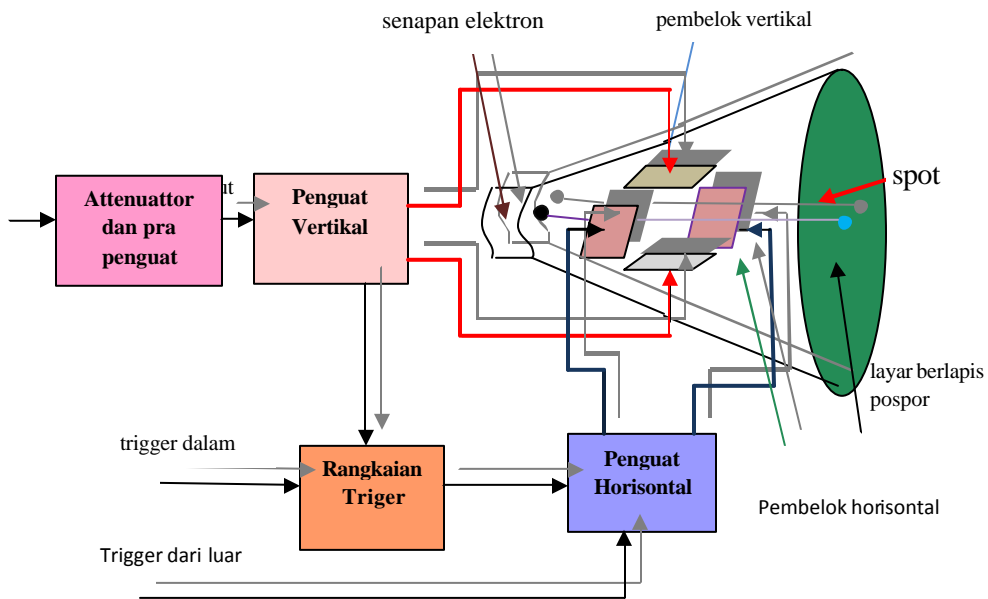 senapan elektron
pembelok vertikal
spot
Attenuattor
dan pra
penguat
Penguat
Vertikal
layar berlapis
pospor
trigger dalam
Rangkaian
Triger
Penguat
Horisontal
Pembelok horisontal
Trigger dari luar